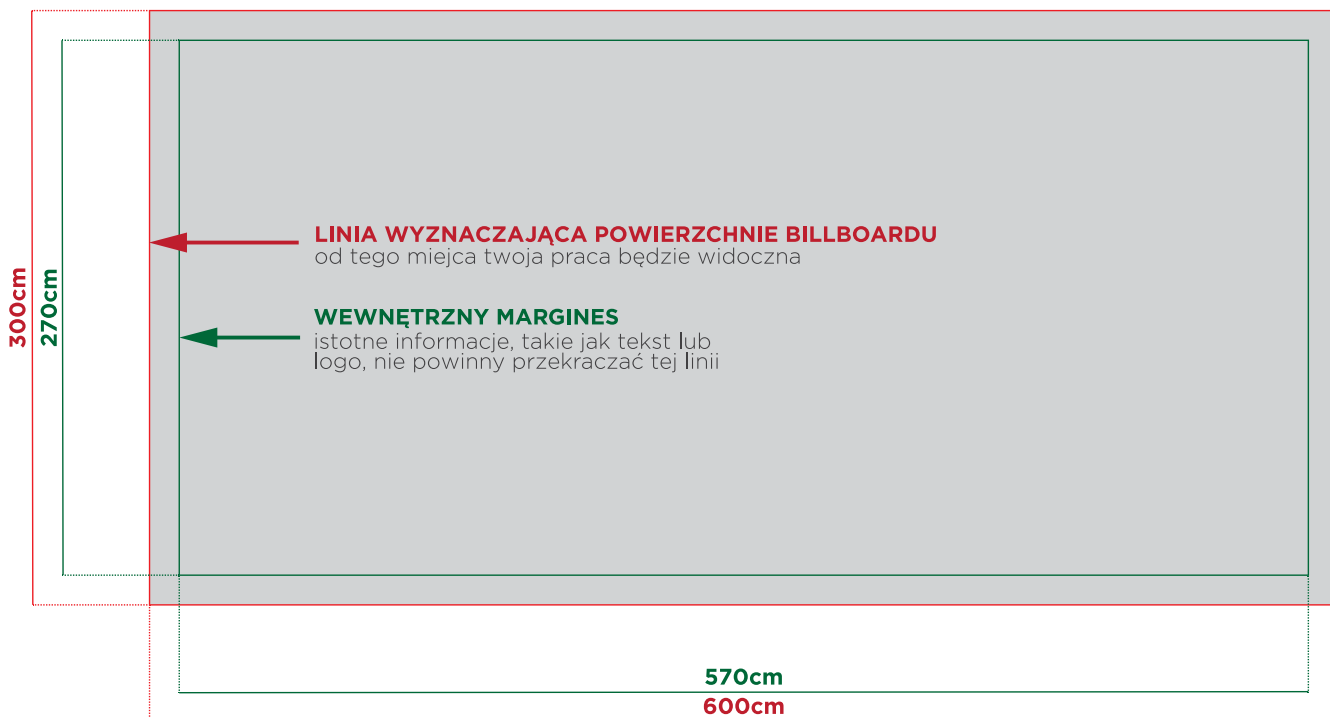 LINIA WYZNACZAJĄCA POWIERZCHNIE BILLBOARDU
od tego miejca twoja praca będzie widoczna
WEWNĘTRZNY MARGINES
istotne informacje, takie jak tekst lub
logo, nie powinny przekraczać tej linii
300cm
270cm
570cm
600cm